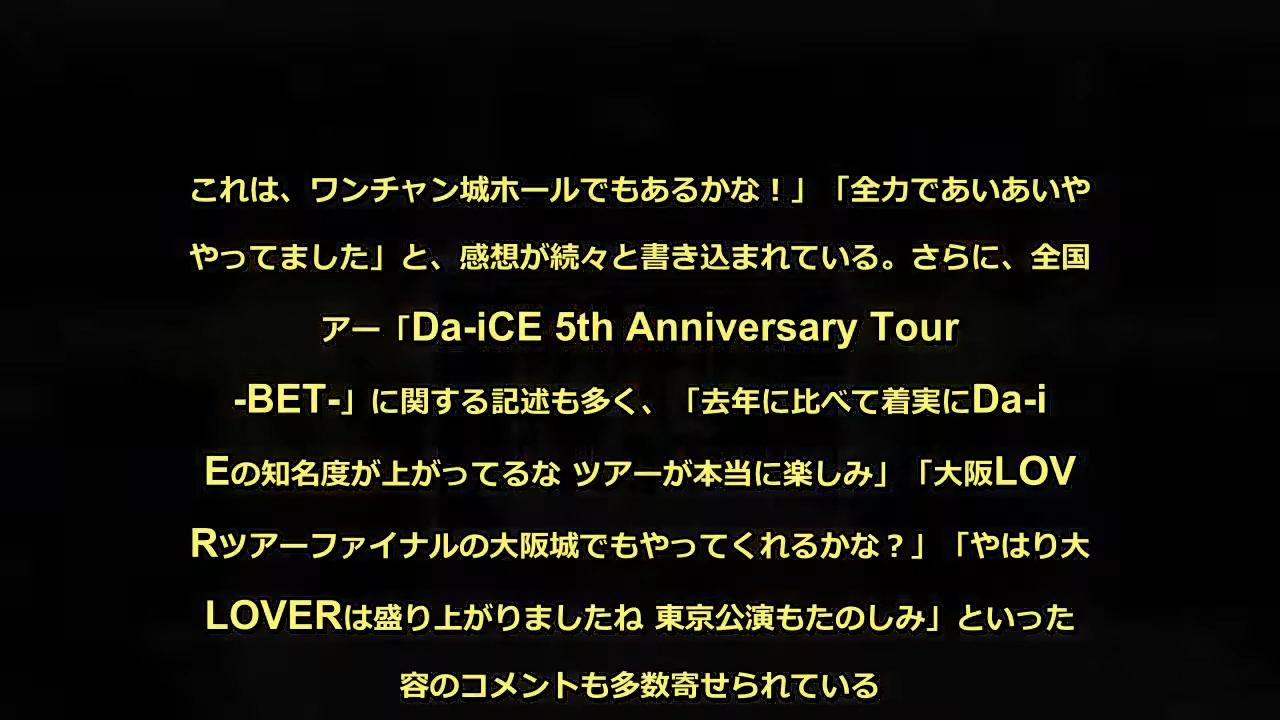 これは、ワンチャン城ホールでもあるかな！」「全力であいあいや
やってました」と、感想が続々と書き込まれている。さらに、全国
アー「Da-iCE 5th Anniversary Tour
-BET-」に関する記述も多く、「去年に比べて着実にDa-i
Eの知名度が上がってるな ツアーが本当に楽しみ」「大阪LOV
Rツアーファイナルの大阪城でもやってくれるかな？」「やはり大
LOVERは盛り上がりましたね 東京公演もたのしみ」といった
容のコメントも多数寄せられている